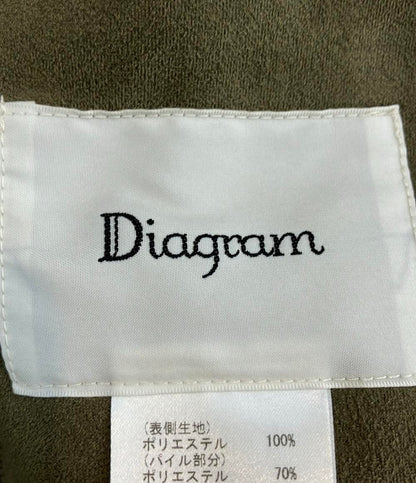 Diagram
(表側生地)
ポリエステル 100%
(パイル部分)
ポリエステル 70%